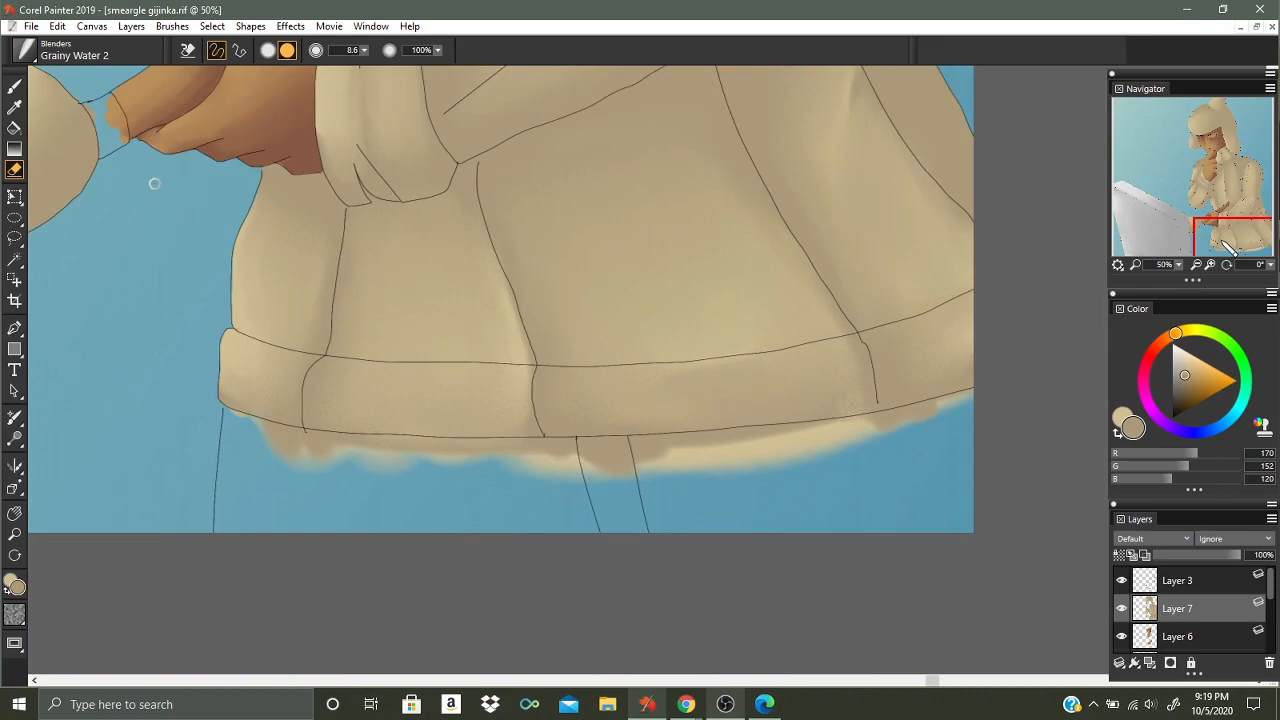 Corel Painter 2019 - [smeargle gijinka.rif @ 50%]
File Edit Canvas Layers Brushes Select Shapes Effects Movie Window Help
Blenders
Grainy Water 2
8.6
100%
Navigator
50%
0°
Color
R 170
G 152
B 120
Layers
Default
Ignore
100%
Layer 3
Layer 7
Layer 6
Type here to search
9:19 PM
10/5/2020